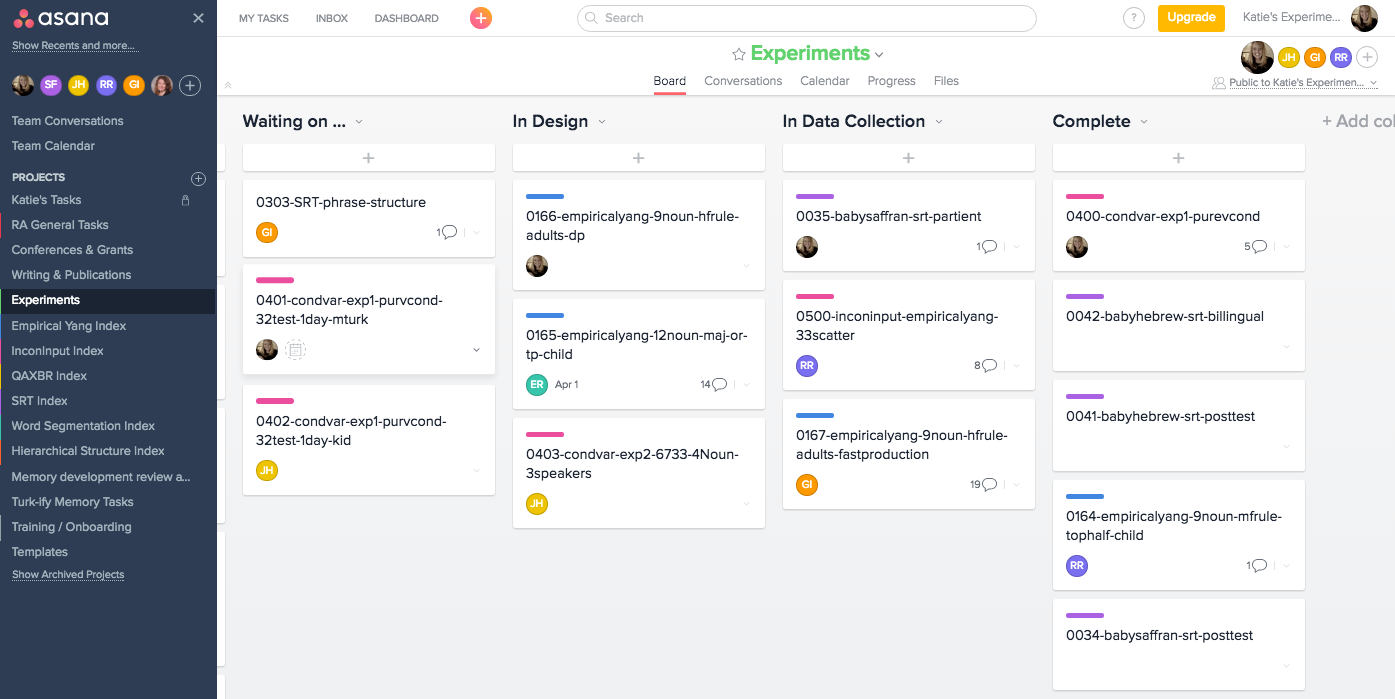 asana
Show Recents and more...
SF JH RR GI
Team Conversations
Team Calendar
PROJECTS
Katie's Tasks
RA General Tasks
Conferences & Grants
Writing & Publications
Experiments
Empirical Yang Index
InconInput Index
QAXBR Index
SRT Index
Word Segmentation Index
Hierarchical Structure Index
Memory development review a...
Turk-ify Memory Tasks
Training / Onboarding
Templates
Show Archived Projects
MY TASKS INBOX DASHBOARD
Search
?
Upgrade
Katie's Experime...
Experiments
Board Conversations Calendar Progress Files
JH GI RR
Public to Katie's Experimen...
Waiting on ...
0303-SRT-phrase-structure
GI 1
0401-condvar-exp1-purvcond-
32test-1day-mturk
0402-condvar-exp1-purvcond-
32test-1day-kid
JH
In Design
0166-empiricalyang-9noun-hfrule-
adults-dp
0165-empiricalyang-12noun-maj-or-
tp-child
ER Apr 1 14
0403-condvar-exp2-6733-4Noun-
3speakers
JH
In Data Collection
0035-babysaffran-srt-partient
1
0500-inconinput-empiricalyang-
33scatter
RR 8
0167-empiricalyang-9noun-hfrule-
adults-fastproduction
GI 19
Complete
0400-condvar-exp1-purevcond
5
0042-babyhebrew-srt-billingual
0041-babyhebrew-srt-posttest
0164-empiricalyang-9noun-mfrule-
tophalf-child
RR 1
0034-babysaffran-srt-posttest
+ Add col